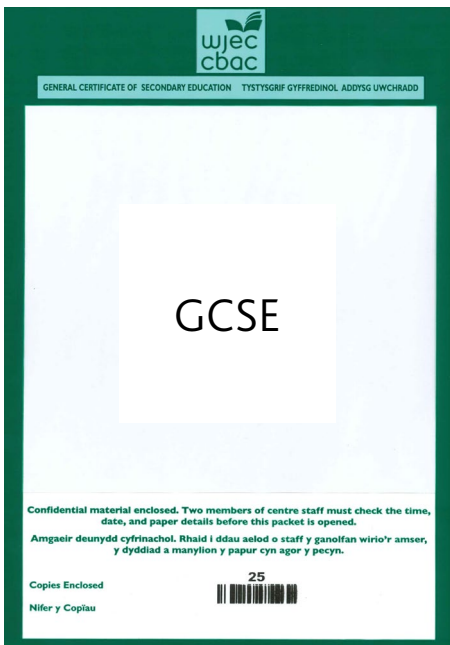 wjec
cbac
GENERAL CERTIFICATE OF SECONDARY EDUCATION TYSTYSGRIF GYFFREDINOL ADDYSG UWCHRADD
GCSE
Confidential material enclosed. Two members of centre staff must check the time,
date, and paper details before this packet is opened.
Amgaeir deunydd cyfrinachol. Rhaid i ddau aelod o staff y ganolfan wirio'r amser,
y dyddiad a manylion y papur cyn agor y pecyn.
25
Copies Enclosed
Nifer y Copïau